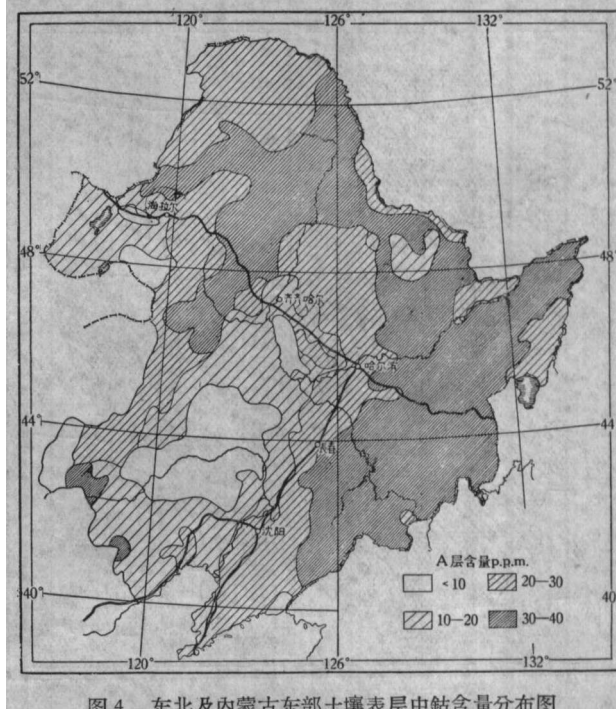 120° 126° 132°
52°
海拉尔
48° 48°
齐齐哈尔
哈尔滨
44° 44°
长春
沈阳
A层含量p.p.m.
<10 20—30
10—20 30—40
40° 40
120° 126° 132°
图4 东北及内蒙古东部土壤表层中钴含量分布图